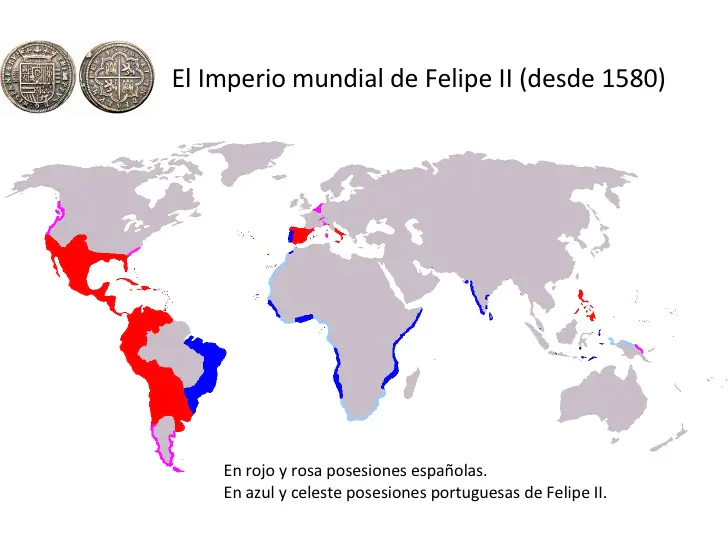 El Imperio mundial de Felipe II (desde 1580)
En rojo y rosa posesiones españolas.
En azul y celeste posesiones portuguesas de Felipe II.